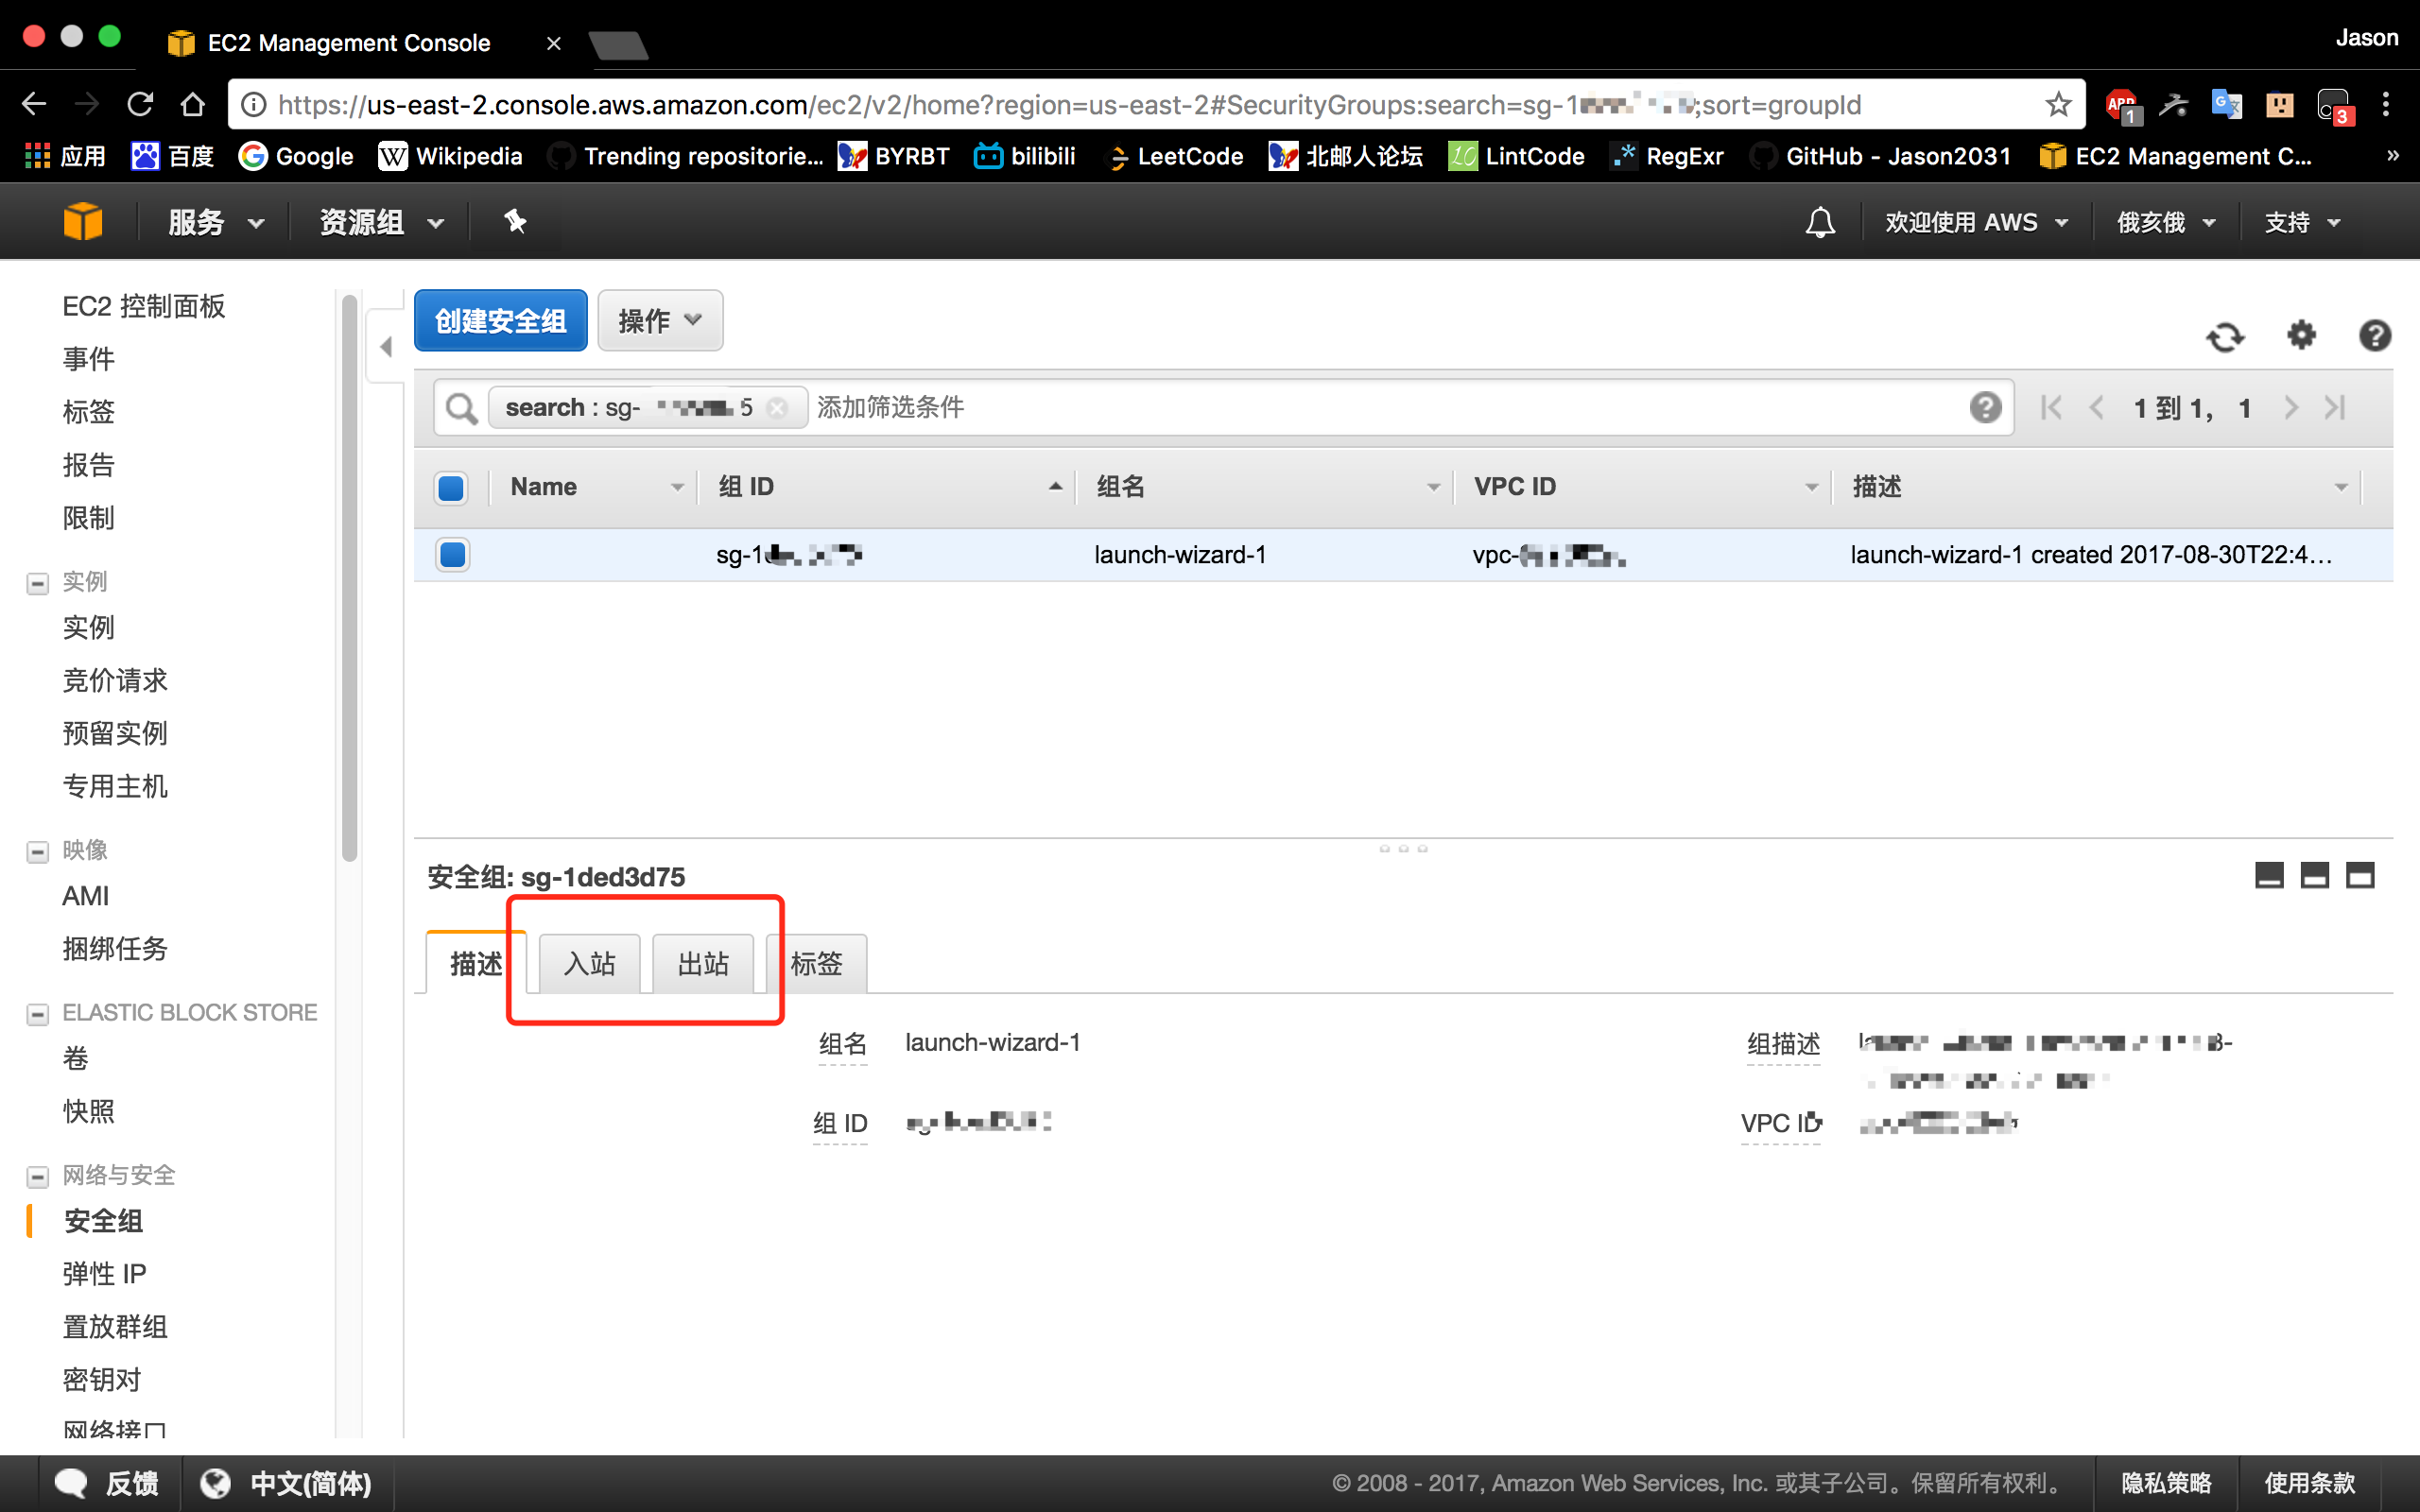 EC2 Management Console
Jason
https://us-east-2.console.aws.amazon.com/ec2/v2/home?region=us-east-2#SecurityGroups:search=sg-1 ;sort=groupId
ABP 1 3
应用 百度 Google Wikipedia Trending repositorie... BYRBT bilibili LeetCode 北邮人论坛 LintCode RegExr GitHub - Jason2031 EC2 Management C... »
服务 资源组 欢迎使用 AWS 俄亥俄 支持
EC2 控制面板
事件
标签
报告
限制
实例
实例
竞价请求
预留实例
专用主机
映像
AMI
捆绑任务
ELASTIC BLOCK STORE
卷
快照
网络与安全
安全组
弹性 IP
置放群组
密钥对
网络接口
创建安全组 操作
search : sg- 5 添加筛选条件 1 到 1, 1
Name 组 ID 组名 VPC ID 描述
sg-1 launch-wizard-1 vpc- launch-wizard-1 created 2017-08-30T22:4...
安全组: sg-1ded3d75
描述 入站 出站 标签
组名 launch-wizard-1 组描述
组 ID VPC ID
反馈 中文(简体) © 2008 - 2017, Amazon Web Services, Inc. 或其子公司。保留所有权利。 隐私策略 使用条款